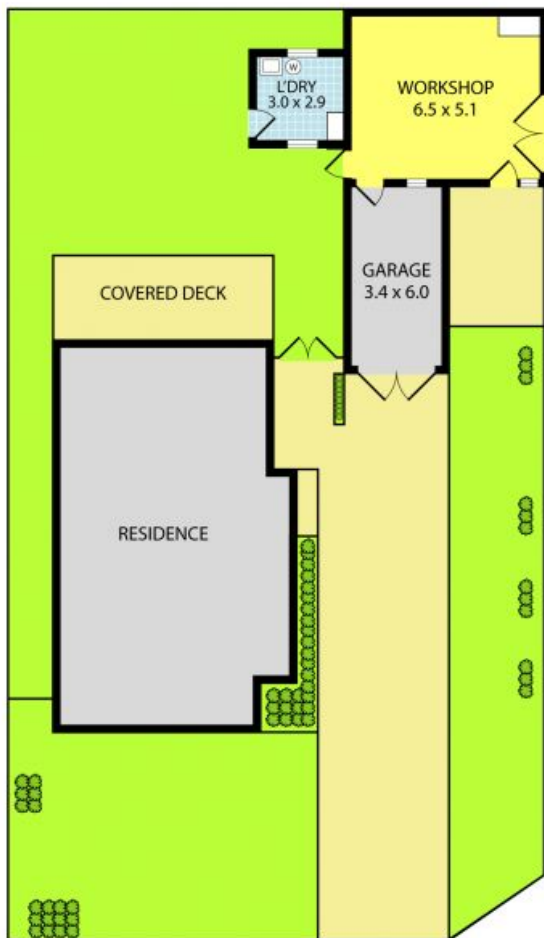 WORKSHOP
6.5 x 5.1
W
L'DRY
3.0 x 2.9
GARAGE
3.4 x 6.0
COVERED DECK
RESIDENCE